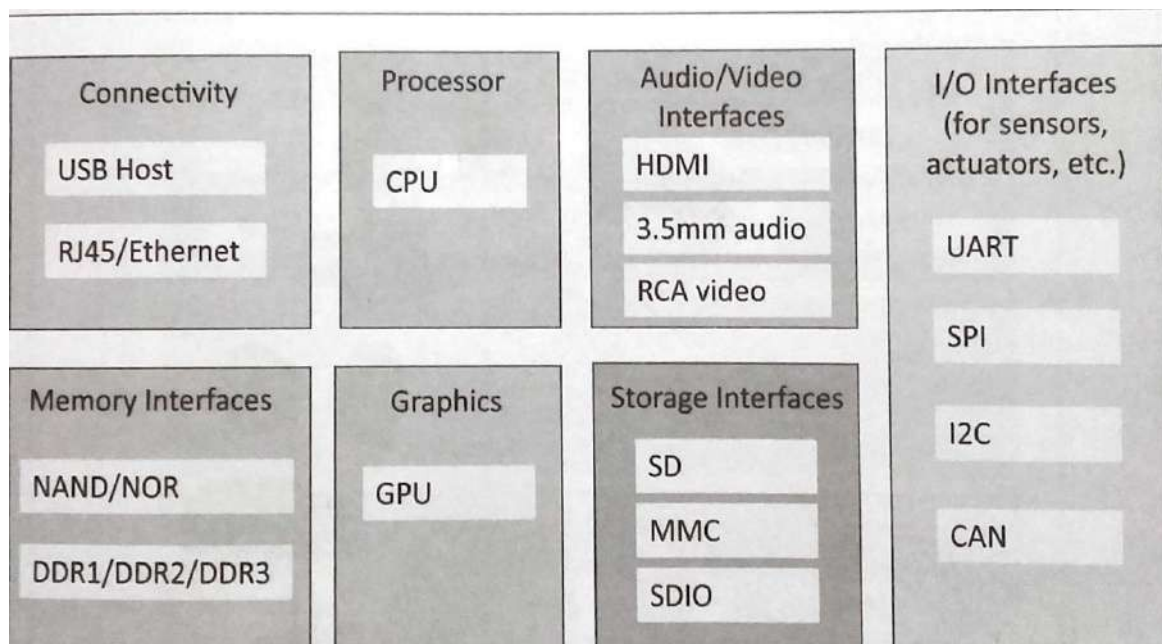 Connectivity
USB Host
RJ45/Ethernet
Processor
CPU
Audio/Video
Interfaces
HDMI
3.5mm audio
RCA video
I/O Interfaces
(for sensors,
actuators, etc.)
UART
SPI
I2C
CAN
Memory Interfaces
NAND/NOR
DDR1/DDR2/DDR3
Graphics
GPU
Storage Interfaces
SD
MMC
SDIO